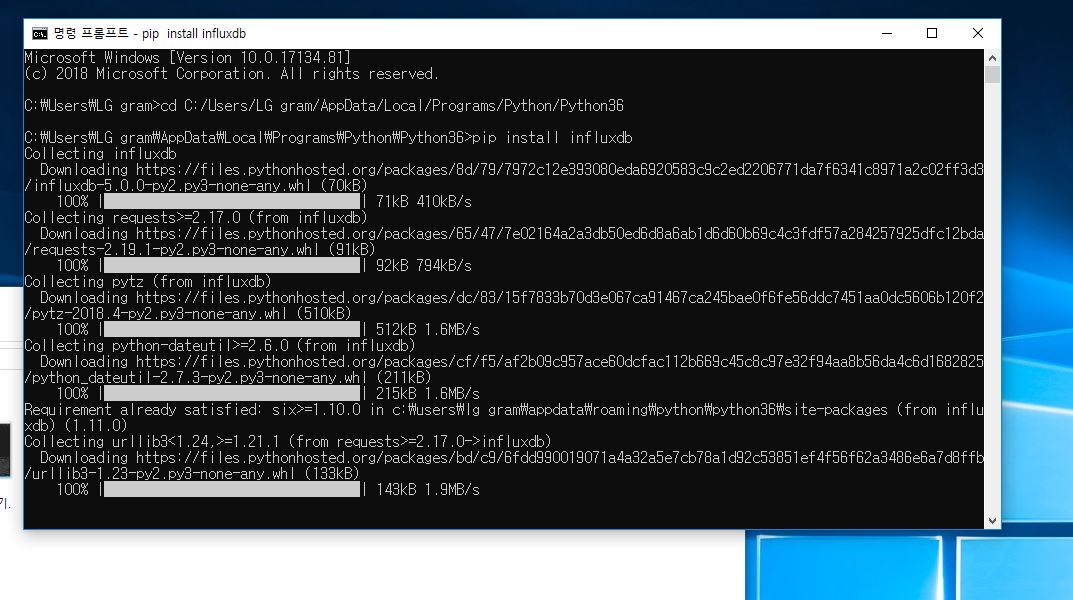 명령 프롬프트 - pip  install influxdb
Microsoft Windows [Version 10.0.17134.81]
(c) 2018 Microsoft Corporation. All rights reserved.
C:₩Users₩LG gram>cd C:/Users/LG gram/AppData/Local/Programs/Python/Python36
C:₩Users₩LG gram₩AppData₩Local₩Programs₩Python₩Python36>pip install influxdb
Collecting influxdb
  Downloading https://files.pythonhosted.org/packages/8d/79/7972c12e393080eda6920583c9c2ed2206771da7f6341c8971a2c02ff3d3
/influxdb-5.0.0-py2.py3-none-any.whl (70kB)
    100% |████████████████████████████████| 71kB 410kB/s
Collecting requests>=2.17.0 (from influxdb)
  Downloading https://files.pythonhosted.org/packages/65/47/7e02164a2a3db50ed6d8a6ab1d6d60b69c4c3fdf57a284257925dfc12bda
/requests-2.19.1-py2.py3-none-any.whl (91kB)
    100% |████████████████████████████████| 92kB 794kB/s
Collecting pytz (from influxdb)
  Downloading https://files.pythonhosted.org/packages/dc/83/15f7833b70d3e067ca91467ca245bae0f6fe56ddc7451aa0dc5606b120f2
/pytz-2018.4-py2.py3-none-any.whl (510kB)
    100% |████████████████████████████████| 512kB 1.6MB/s
Collecting python-dateutil>=2.6.0 (from influxdb)
  Downloading https://files.pythonhosted.org/packages/cf/f5/af2b09c957ace60dcfac112b669c45c8c97e32f94aa8b56da4c6d1682825
/python_dateutil-2.7.3-py2.py3-none-any.whl (211kB)
    100% |████████████████████████████████| 215kB 1.6MB/s
Requirement already satisfied: six>=1.10.0 in c:₩users₩lg gram₩appdata₩roaming₩python₩python36₩site-packages (from influ
xdb) (1.11.0)
Collecting urllib3<1.24,>=1.21.1 (from requests>=2.17.0->influxdb)
  Downloading https://files.pythonhosted.org/packages/bd/c9/6fdd990019071a4a32a5e7cb78a1d92c53851ef4f56f62a3486e6a7d8ffb
/urllib3-1.23-py2.py3-none-any.whl (133kB)
    100% |████████████████████████████████| 143kB 1.9MB/s
기.